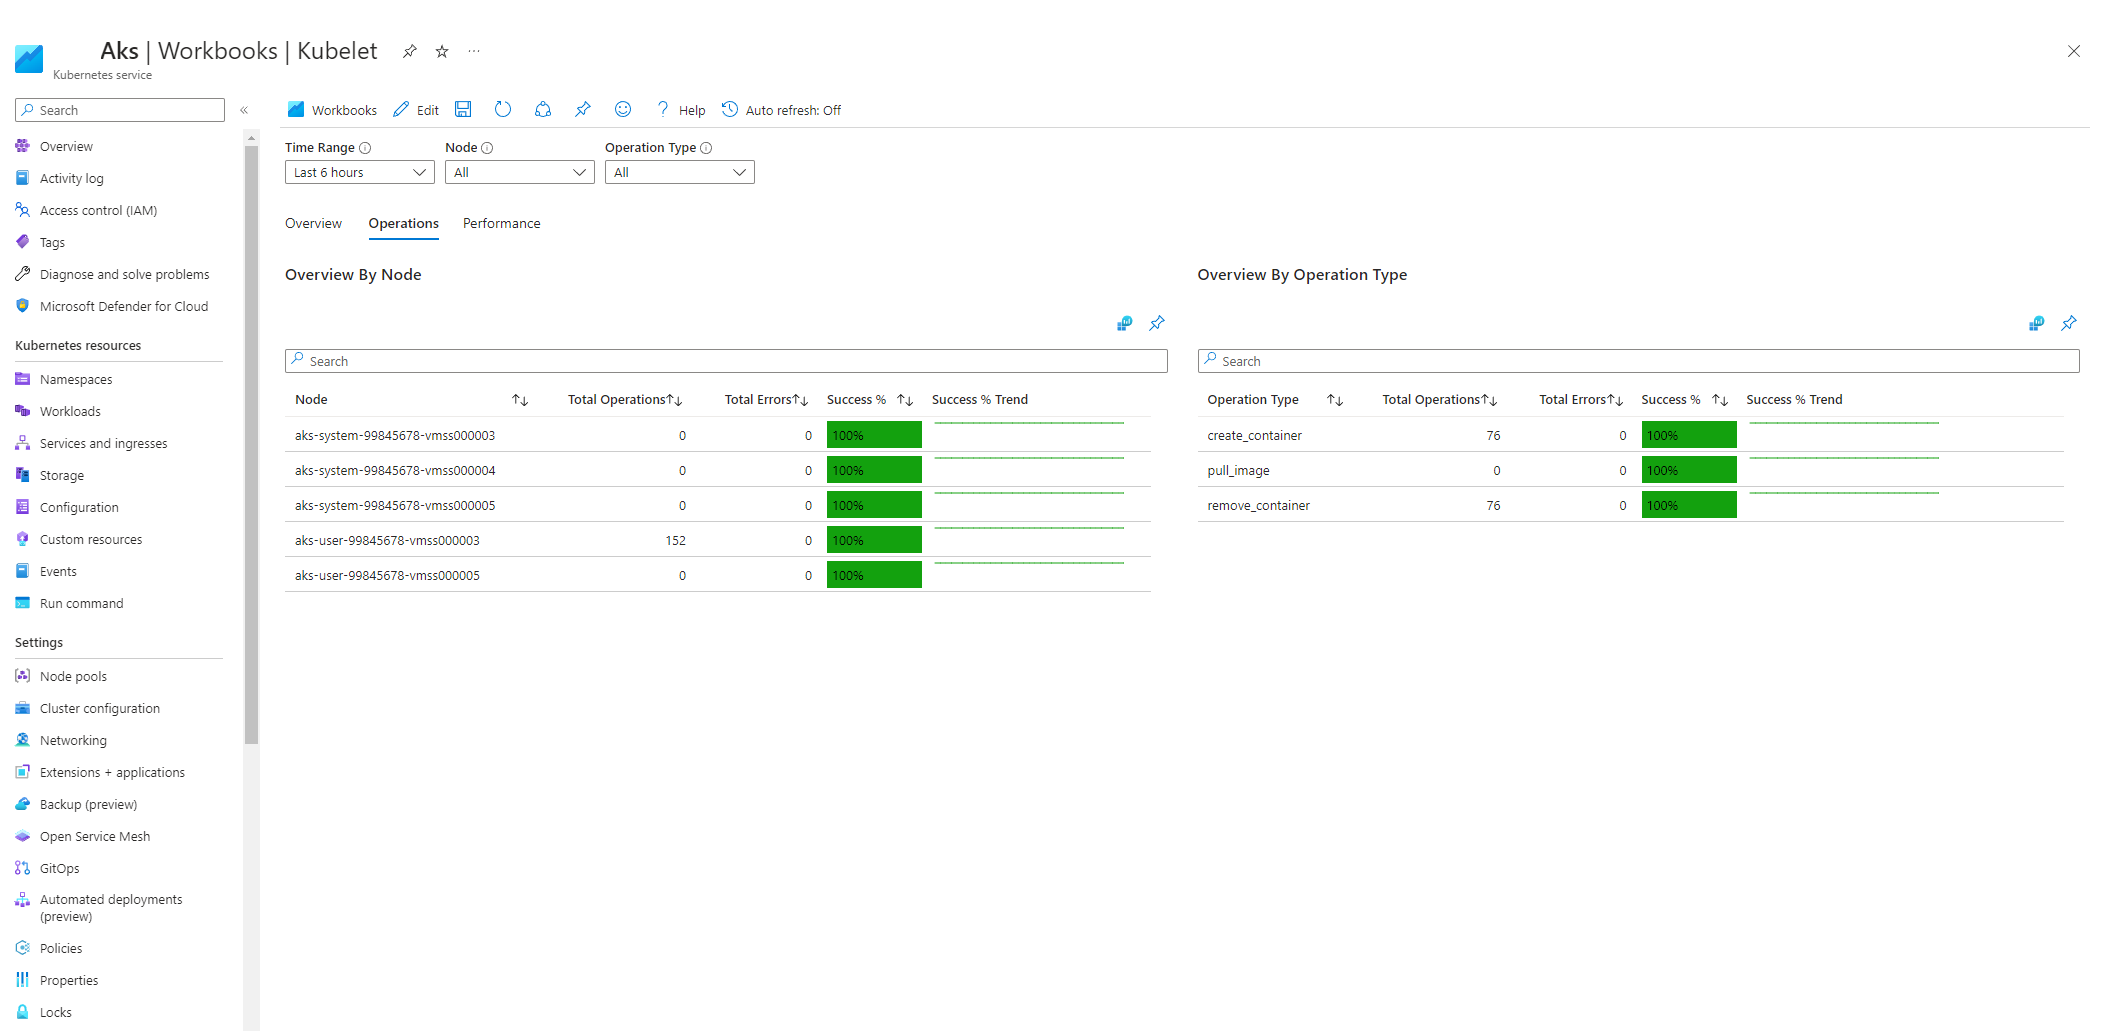 Aks | Workbooks | Kubelet
Kubernetes service
Search
Overview
Activity log
Access control (IAM)
Tags
Diagnose and solve problems
Microsoft Defender for Cloud
Kubernetes resources
Namespaces
Workloads
Services and ingresses
Storage
Configuration
Custom resources
Events
Run command
Settings
Node pools
Cluster configuration
Networking
Extensions + applications
Backup (preview)
Open Service Mesh
GitOps
Automated deployments
(preview)
Policies
Properties
Locks
Workbooks Edit Help Auto refresh: Off
Time Range Node Operation Type
Last 6 hours All All
Overview Operations Performance
Overview By Node
Search
Node Total Operations Total Errors Success % Success % Trend
aks-system-99845678-vmss000003 0 0 100%
aks-system-99845678-vmss000004 0 0 100%
aks-system-99845678-vmss000005 0 0 100%
aks-user-99845678-vmss000003 152 0 100%
aks-user-99845678-vmss000005 0 0 100%
Overview By Operation Type
Search
Operation Type Total Operations Total Errors Success % Success % Trend
create_container 76 0 100%
pull_image 0 0 100%
remove_container 76 0 100%